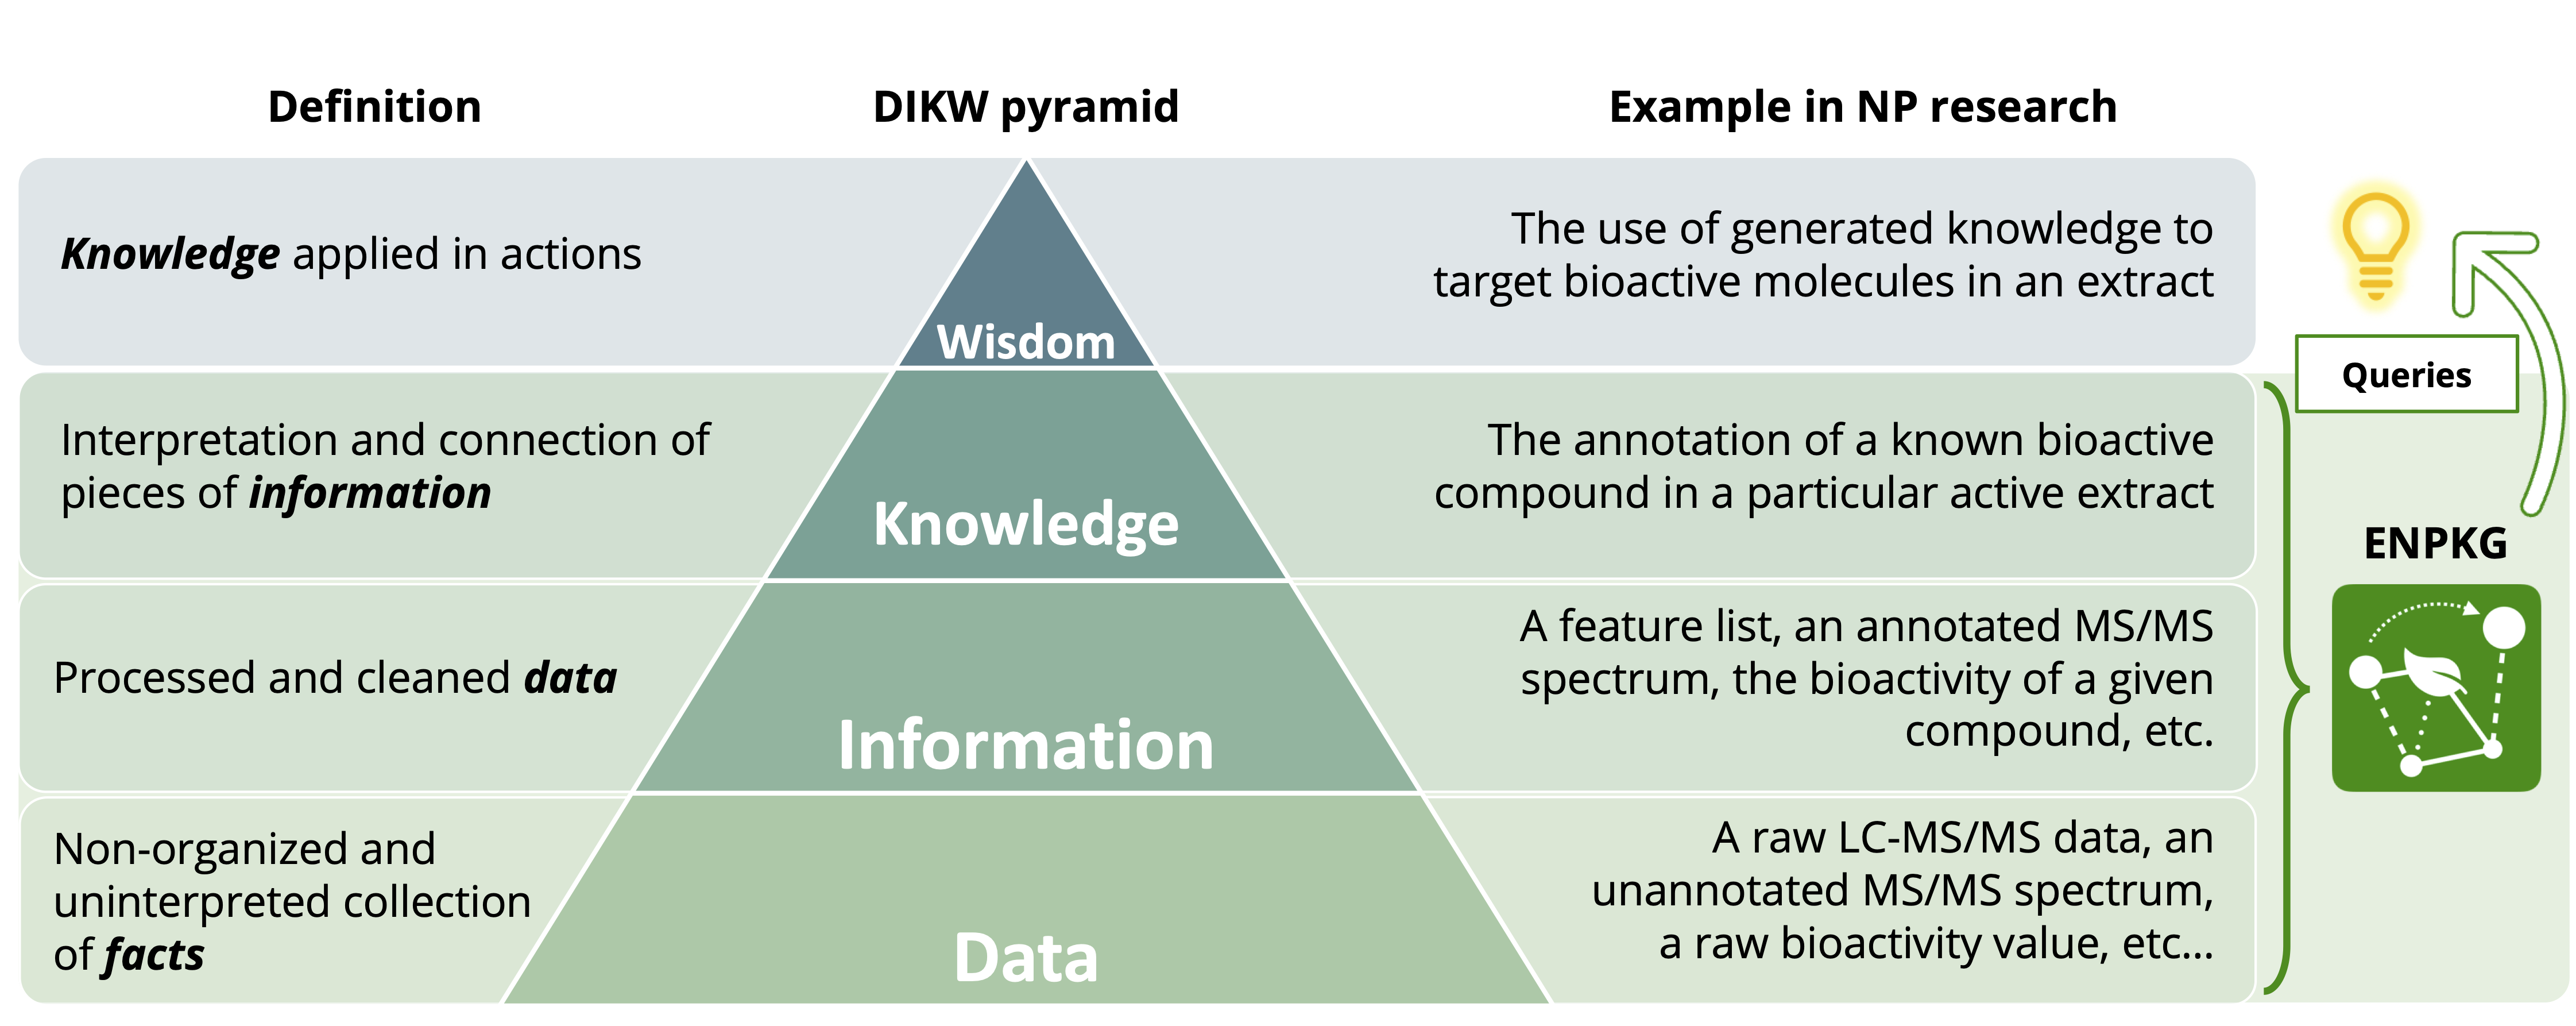 Definition
DIKW pyramid
Example in NP research
Knowledge applied in actions
Wisdom
The use of generated knowledge to
target bioactive molecules in an extract
Queries
Interpretation and connection of
pieces of information
Knowledge
The annotation of a known bioactive
compound in a particular active extract
ENPKG
Processed and cleaned data
Information
A feature list, an annotated MS/MS
spectrum, the bioactivity of a given
compound, etc.
Non-organized and
uninterpreted collection
of facts
Data
A raw LC-MS/MS data, an
unannotated MS/MS spectrum,
a raw bioactivity value, etc...